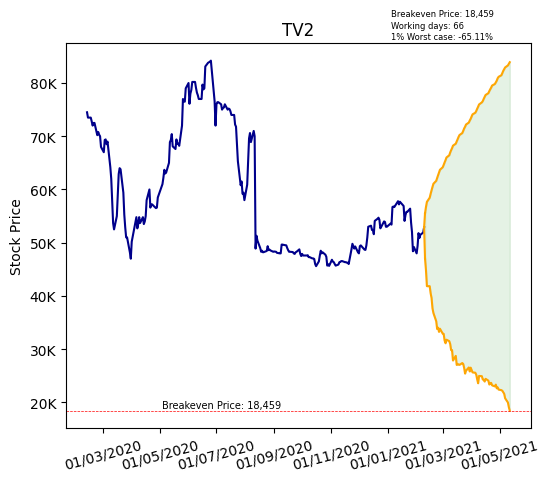 Breakeven Price: 18,459
Working days: 66
1% Worst case: -65.11%
TV2
Stock Price
80K
70K
60K
50K
40K
30K
20K
Breakeven Price: 18,459
01/03/2020
01/05/2020
01/07/2020
01/09/2020
01/11/2020
01/01/2021
01/03/2021
01/05/2021